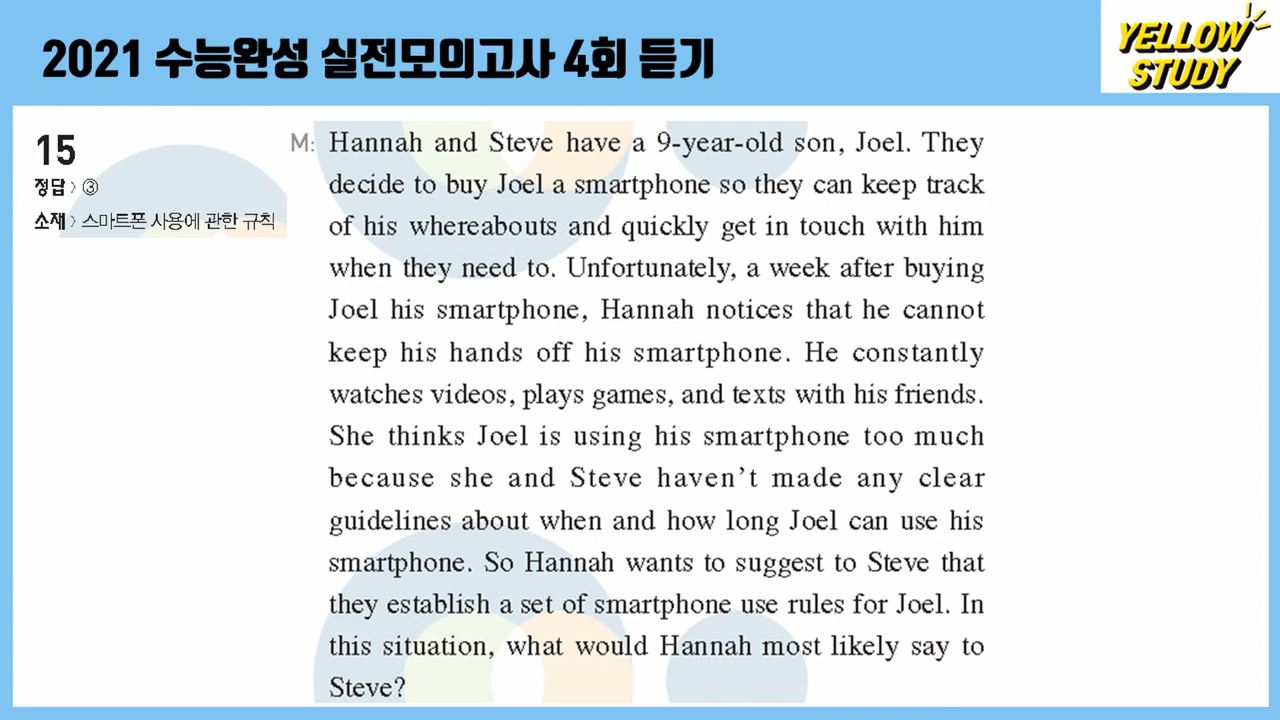 2021 수능완성 실전모의고사 4회 듣기
YELLOW
STUDY
15
정답 > ③
소재 > 스마트폰 사용에 관한 규칙
M: Hannah and Steve have a 9-year-old son, Joel. They
decide to buy Joel a smartphone so they can keep track
of his whereabouts and quickly get in touch with him
when they need to. Unfortunately, a week after buying
Joel his smartphone, Hannah notices that he cannot
keep his hands off his smartphone. He constantly
watches videos, plays games, and texts with his friends.
She thinks Joel is using his smartphone too much
because she and Steve haven't made any clear
guidelines about when and how long Joel can use his
smartphone. So Hannah wants to suggest to Steve that
they establish a set of smartphone use rules for Joel. In
this situation, what would Hannah most likely say to
Steve?